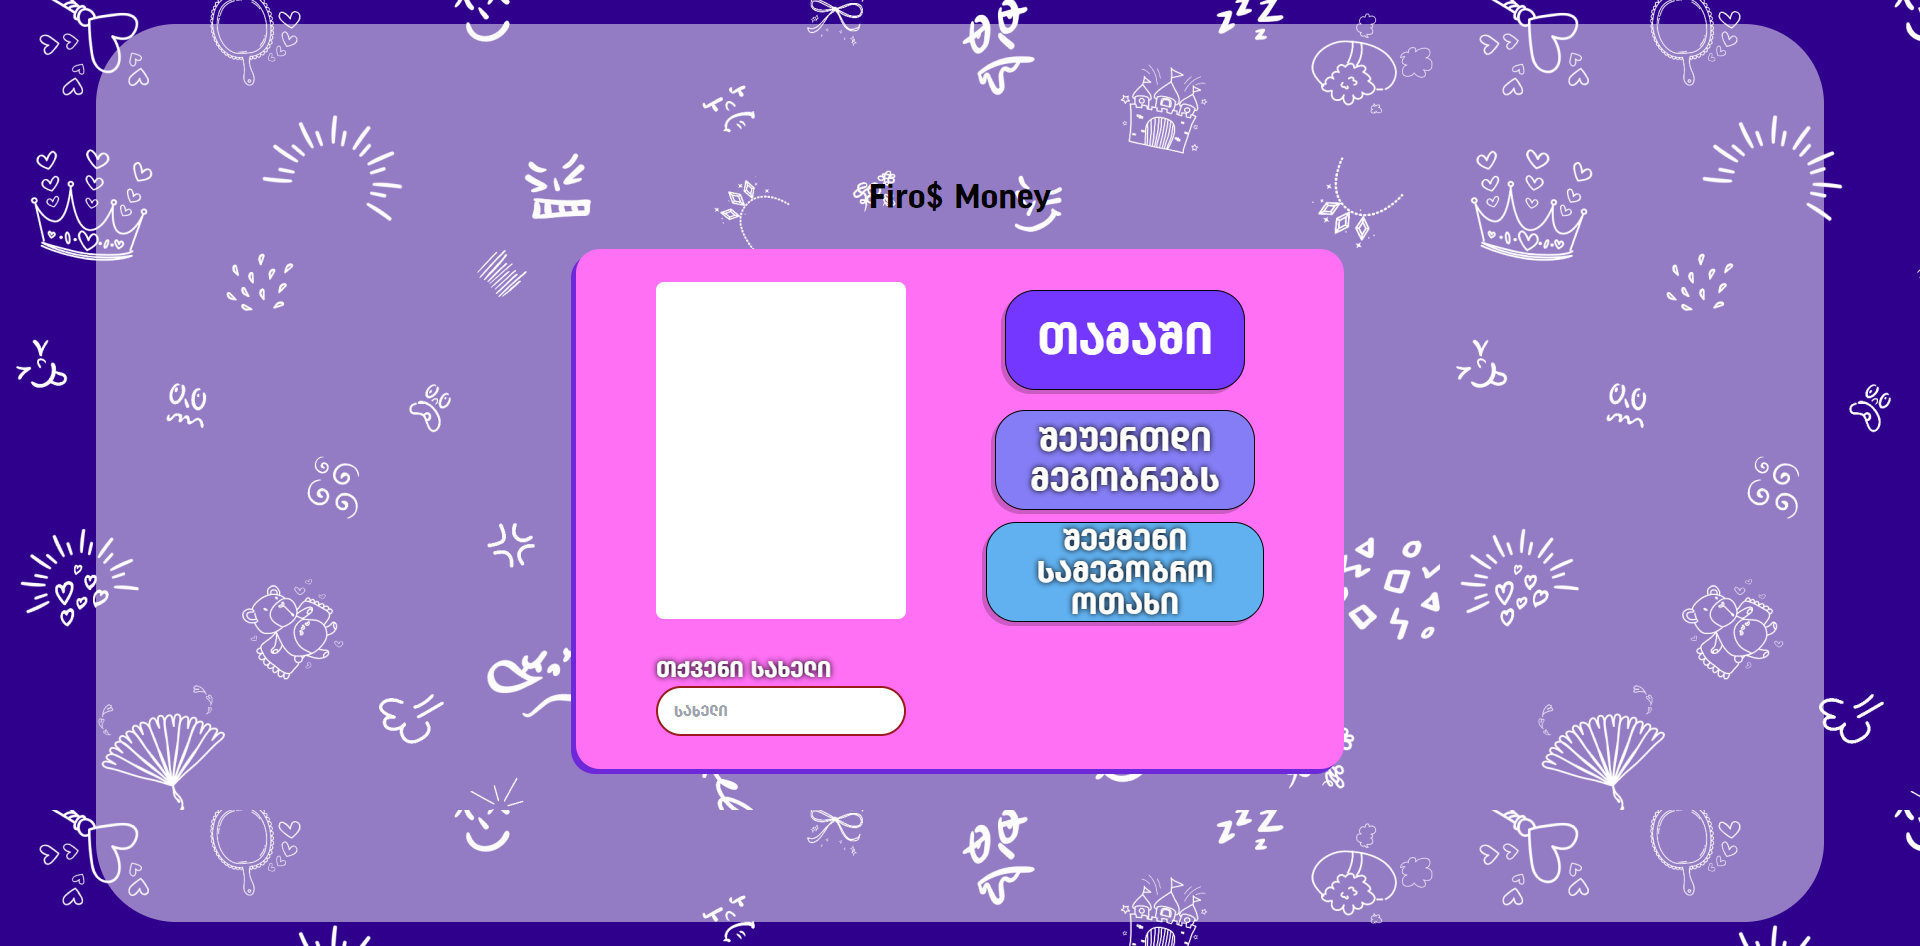 Firo$ Money
თამაში
შეუერთდი
მეგობრებს
შექმენი
სამეგობრო
ოთახი
თქვენი სახელი
სახელი